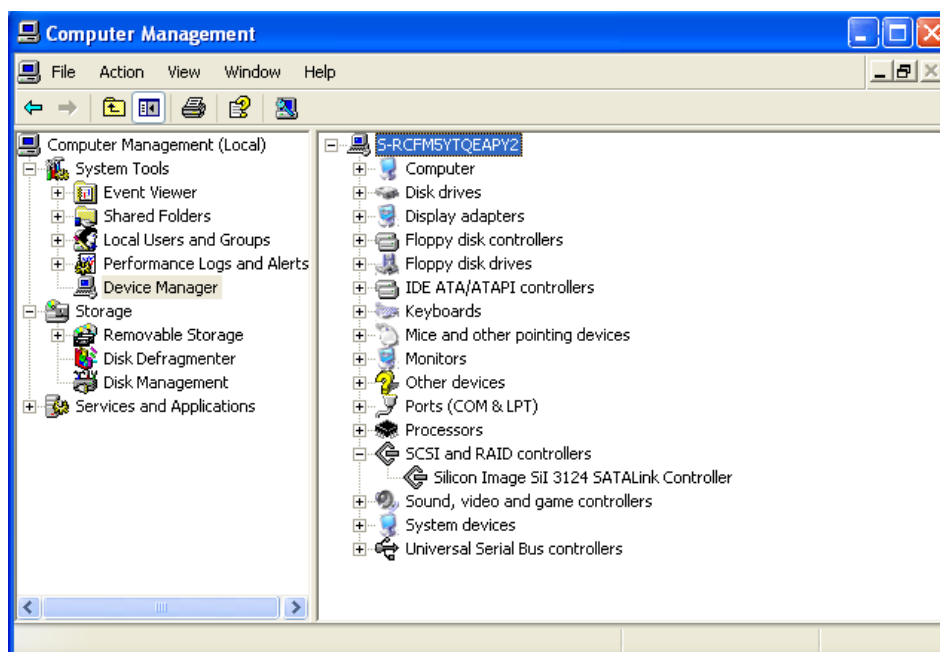 Computer Management
File Action View Window Help
Computer Management (Local)
System Tools
Event Viewer
Shared Folders
Local Users and Groups
Performance Logs and Alerts
Device Manager
Storage
Removable Storage
Disk Defragmenter
Disk Management
Services and Applications
S-RCFM5YTQEAPY2
Computer
Disk drives
Display adapters
Floppy disk controllers
Floppy disk drives
IDE ATA/ATAPI controllers
Keyboards
Mice and other pointing devices
Monitors
Other devices
Ports (COM & LPT)
Processors
SCSI and RAID controllers
Silicon Image SiI 3124 SATALink Controller
Sound, video and game controllers
System devices
Universal Serial Bus controllers